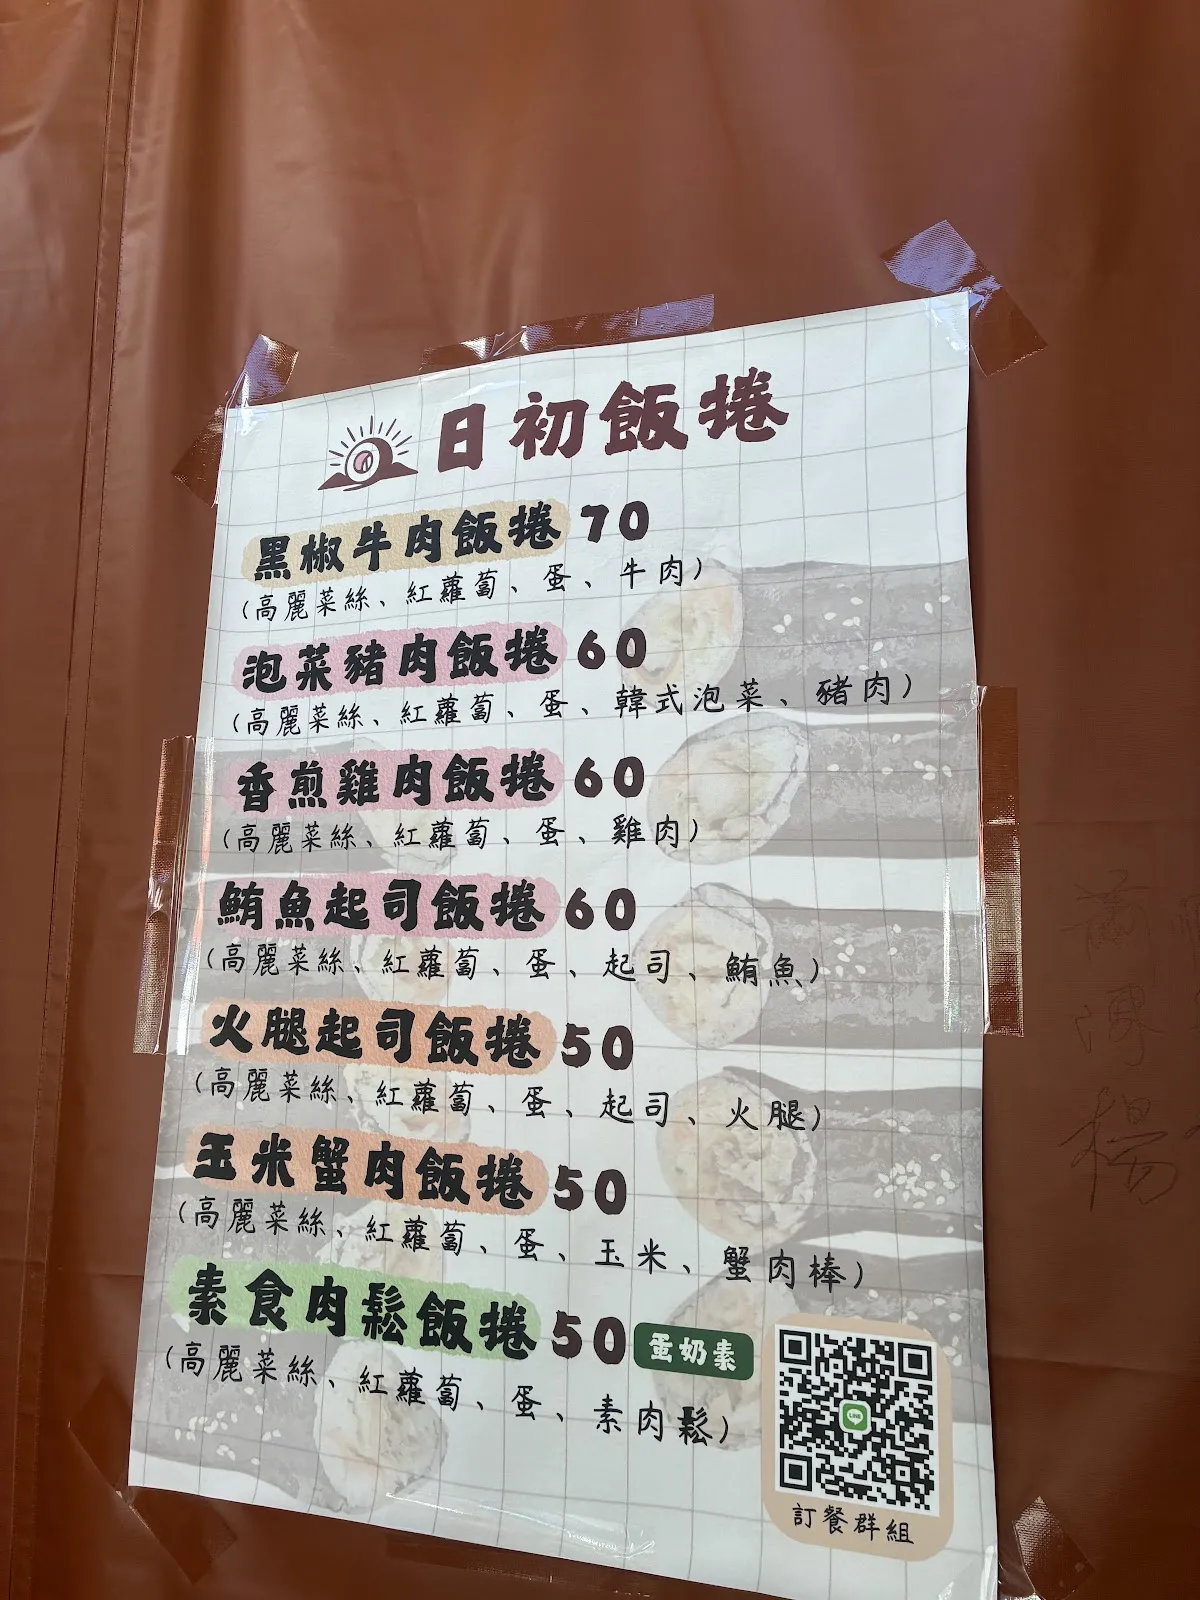 日初飯捲
黑椒牛肉飯捲 70
(高麗菜絲、紅蘿蔔、蛋、牛肉)
泡菜豬肉飯捲 60
(高麗菜絲、紅蘿蔔、蛋、韓式泡菜、豬肉)
香煎雞肉飯捲 60
(高麗菜絲、紅蘿蔔、蛋、雞肉)
鮪魚起司飯捲 60
(高麗菜絲、紅蘿蔔、蛋、起司、鮪魚)
火腿起司飯捲 50
(高麗菜絲、紅蘿蔔、蛋、起司、火腿)
玉米蟹肉飯捲 50
(高麗菜絲、紅蘿蔔、蛋、玉米、蟹肉棒)
素食肉鬆飯捲 50 蛋奶素
(高麗菜絲、紅蘿蔔、蛋、素肉鬆)
LINE
訂餐群組